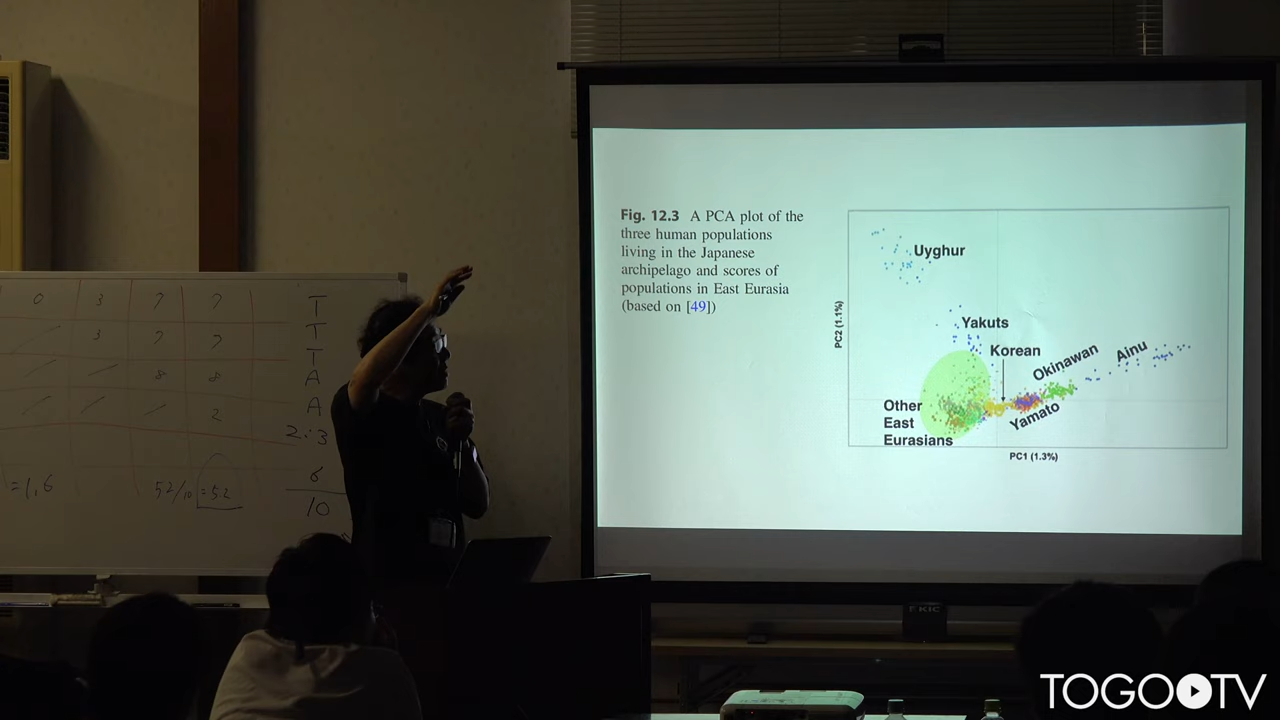 0 3 7 7 T
3 7 7 T
8 8 T
2 A
A
2:3
=1,6 52/10 =5.2 6
10
Fig. 12.3 A PCA plot of the
three human populations
living in the Japanese
archipelago and scores of
populations in East Eurasia
(based on [49])
PC2 (1.1%)
Uyghur
Yakuts
Korean
Okinawan
Ainu
Other
East
Eurasians
Yamato
PC1 (1.3%)
KIC
TOGO TV